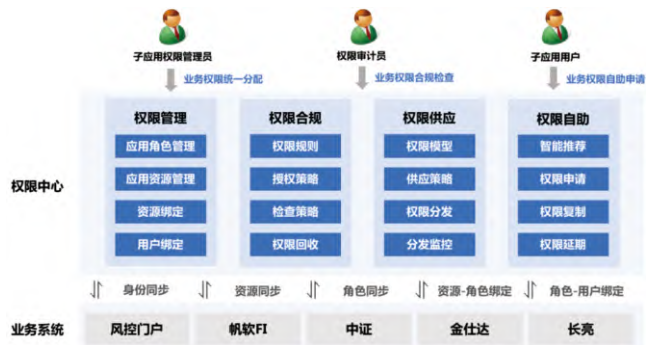 子应用权限管理员
权限审计员
子应用用户
业务权限统一分配
业务权限合规检查
业务权限自助申请
权限中心
权限管理
应用角色管理
应用资源管理
资源绑定
用户绑定
权限合规
权限规则
授权策略
检查策略
权限回收
权限供应
权限模型
供应策略
权限分发
分发监控
权限自助
智能推荐
权限申请
权限复制
权限延期
身份同步
资源同步
角色同步
资源-角色绑定
角色-用户绑定
业务系统
风控门户
帆软FI
中证
金仕达
长亮